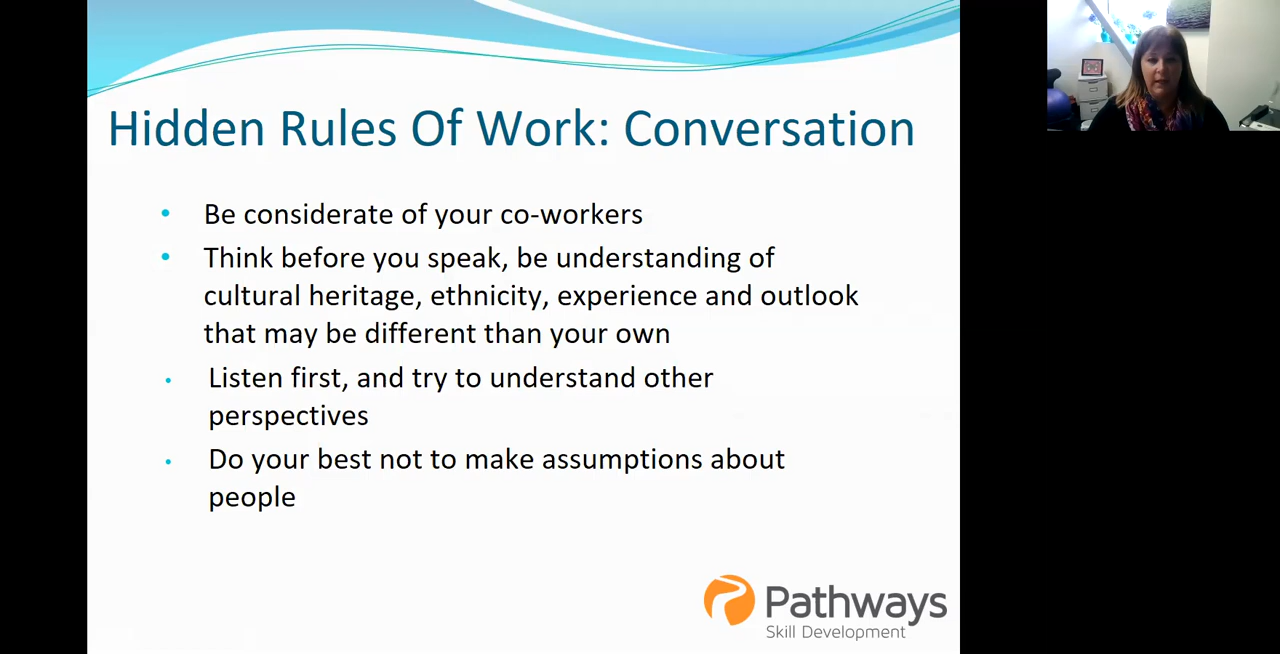 Hidden Rules Of Work: Conversation
• Be considerate of your co-workers
• Think before you speak, be understanding of
cultural heritage, ethnicity, experience and outlook
that may be different than your own
• Listen first, and try to understand other
perspectives
• Do your best not to make assumptions about
people
Pathways
Skill Development